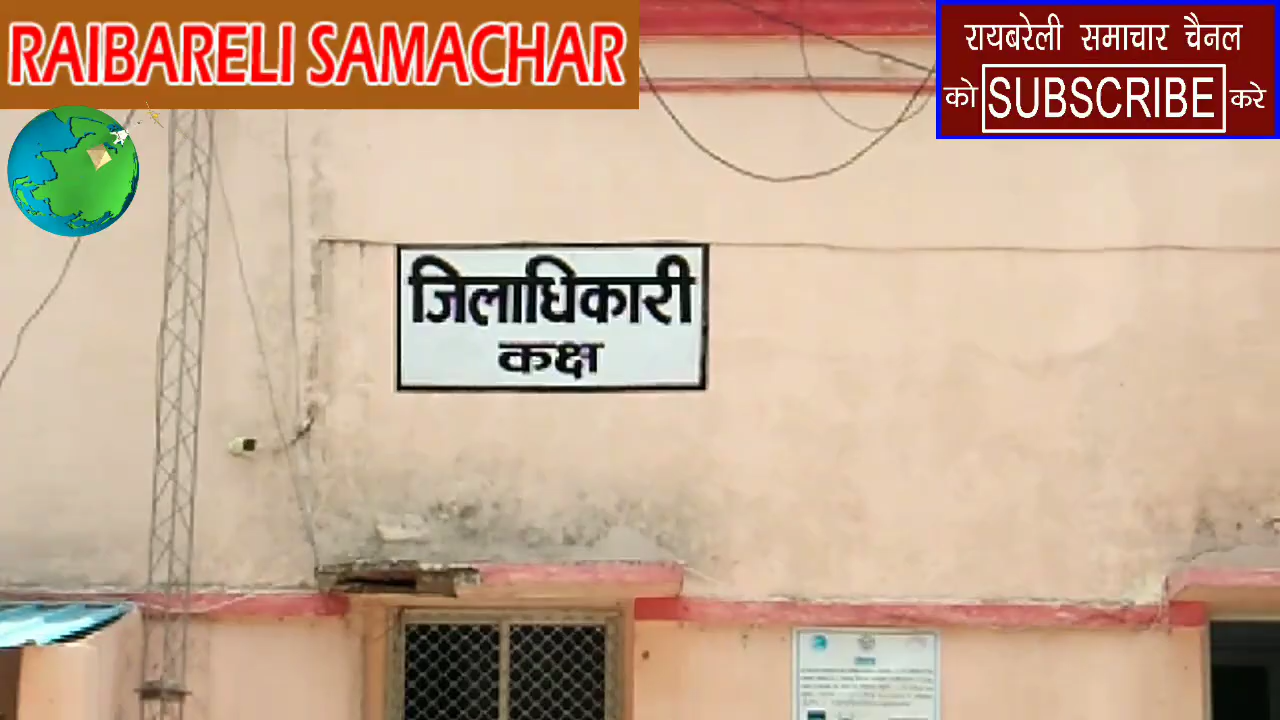 RAIBARELI SAMACHAR
रायबरेली समाचार चैनल
को SUBSCRIBE करे
जिलाधिकारी
कक्ष